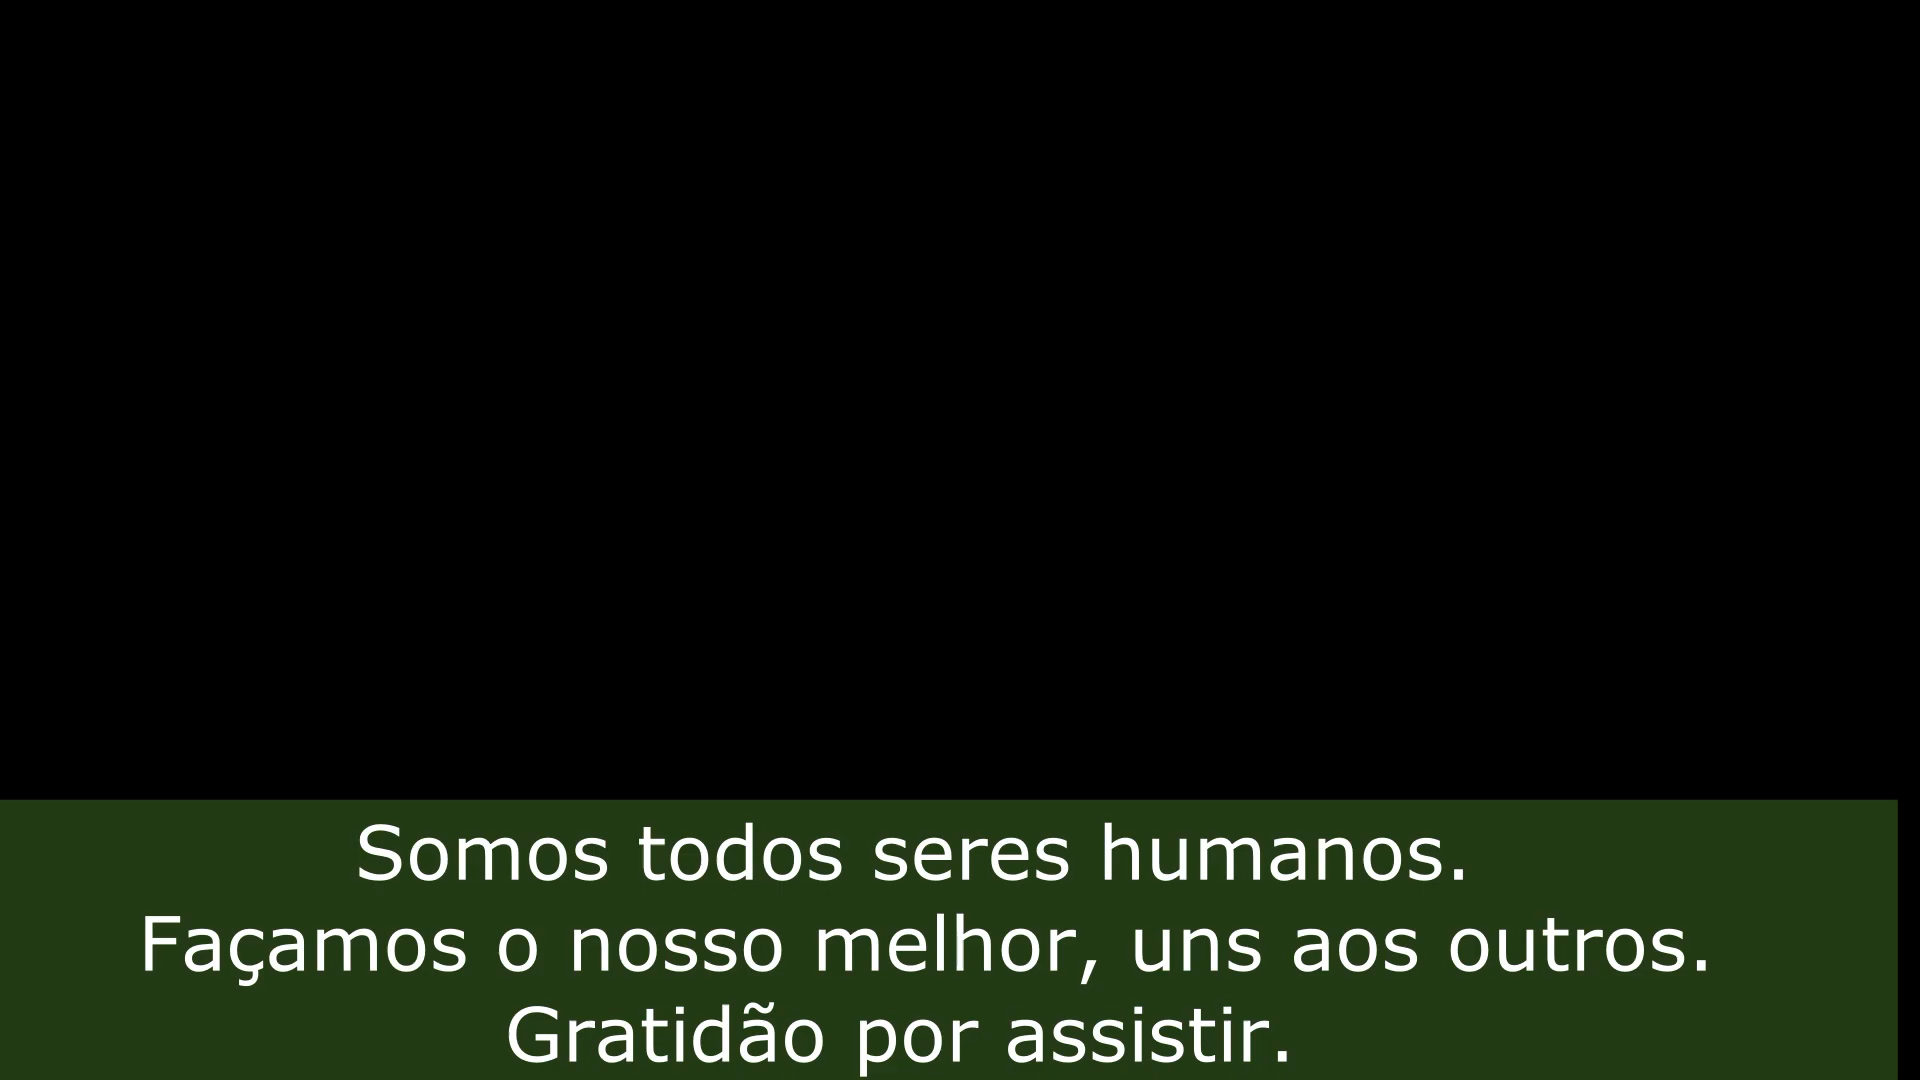 Somos todos seres humanos.
Façamos o nosso melhor, uns aos outros.
Gratidão por assistir.